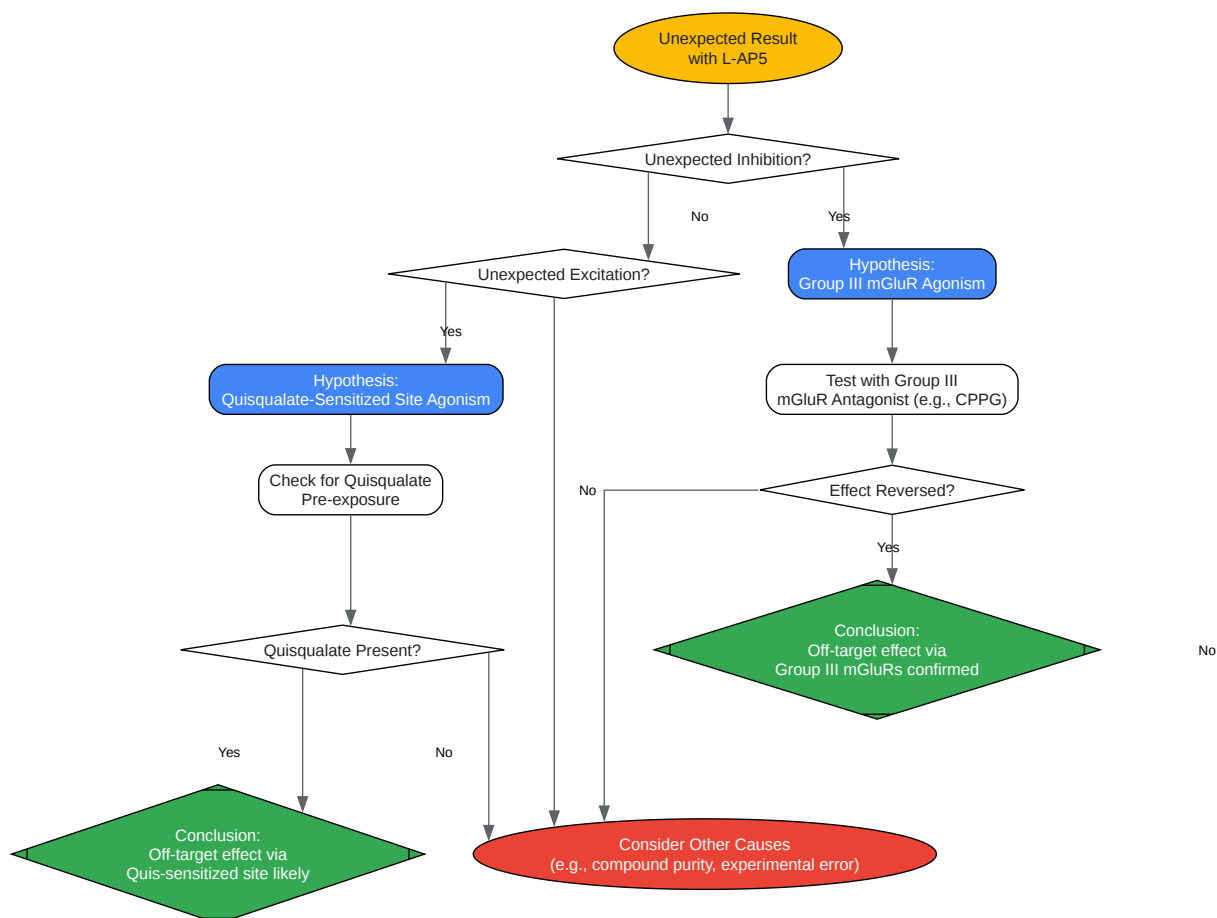 Unexpected Result
with L-AP5
Unexpected Inhibition?
No
Yes
Unexpected Excitation?
Hypothesis:
Group III mGluR Agonism
Yes
Hypothesis:
Quisqualate-Sensitized Site Agonism
Test with Group III
mGluR Antagonist (e.g., CPPG)
Check for Quisqualate
Pre-exposure
No
Effect Reversed?
Yes
Quisqualate Present?
Conclusion:
Off-target effect via
Group III mGluRs confirmed
No
Yes
No
Conclusion:
Off-target effect via
Quis-sensitized site likely
Consider Other Causes
(e.g., compound purity, experimental error)